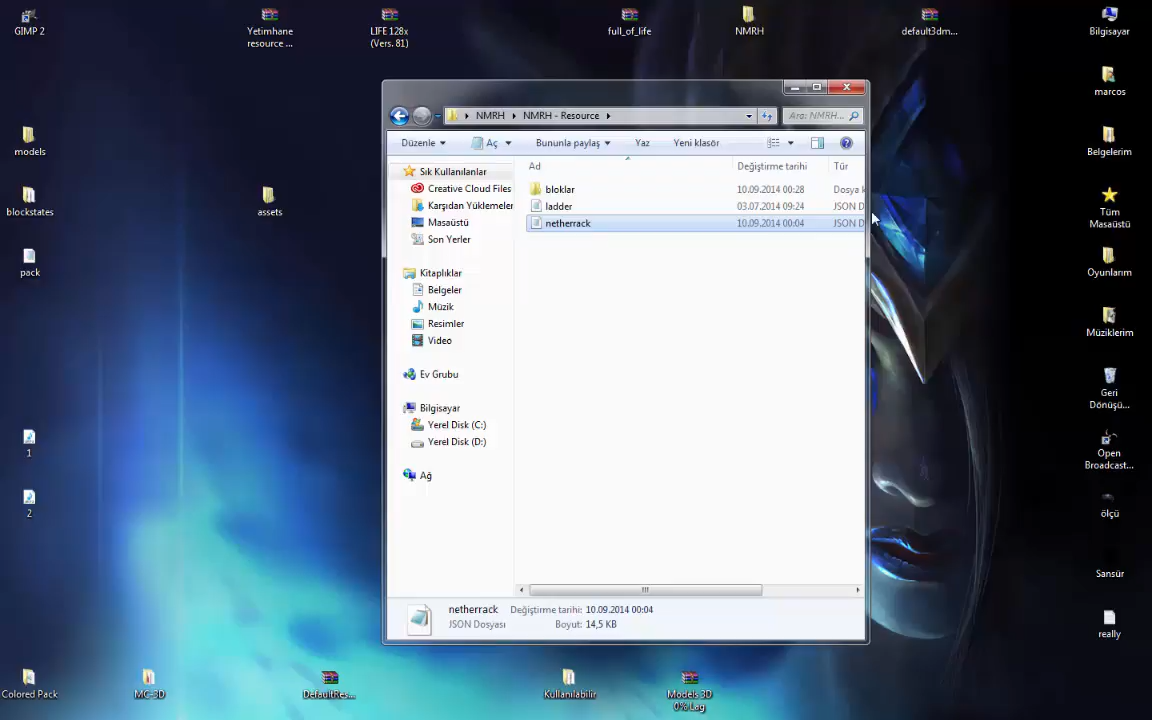 GIMP 2
Yetimhane
resource ...
LIFE 128x
(Vers. 81)
full_of_life
NMRH
default3dm...
Bilgisayar
marcos
Belgelerim
Tüm
Masaüstü
Oyunlarım
Müziklerim
Geri
Dönüşü...
Open
Broadcast...
ölçü
Sansür
really
models
blockstates
assets
pack
1
2
Colored Pack
MC-3D
DefaultRes...
Kullanılabilir
Models 3D
0% Lag
NMRH
NMRH - Resource
Ara: NMRH...
Düzenle
Aç
Bununla paylaş
Yaz
Yeni klasör
Sık Kullanılanlar
Creative Cloud Files
Karşıdan Yüklemeler
Masaüstü
Son Yerler
Kitaplıklar
Belgeler
Müzik
Resimler
Video
Ev Grubu
Bilgisayar
Yerel Disk (C:)
Yerel Disk (D:)
Ağ
Ad Değiştirme tarihi Tür
bloklar 10.09.2014 00:28 Dosya k
ladder 03.07.2014 09:24 JSON D
netherrack 10.09.2014 00:04 JSON D
netherrack Değiştirme tarihi: 10.09.2014 00:04
JSON Dosyası Boyut: 14,5 KB